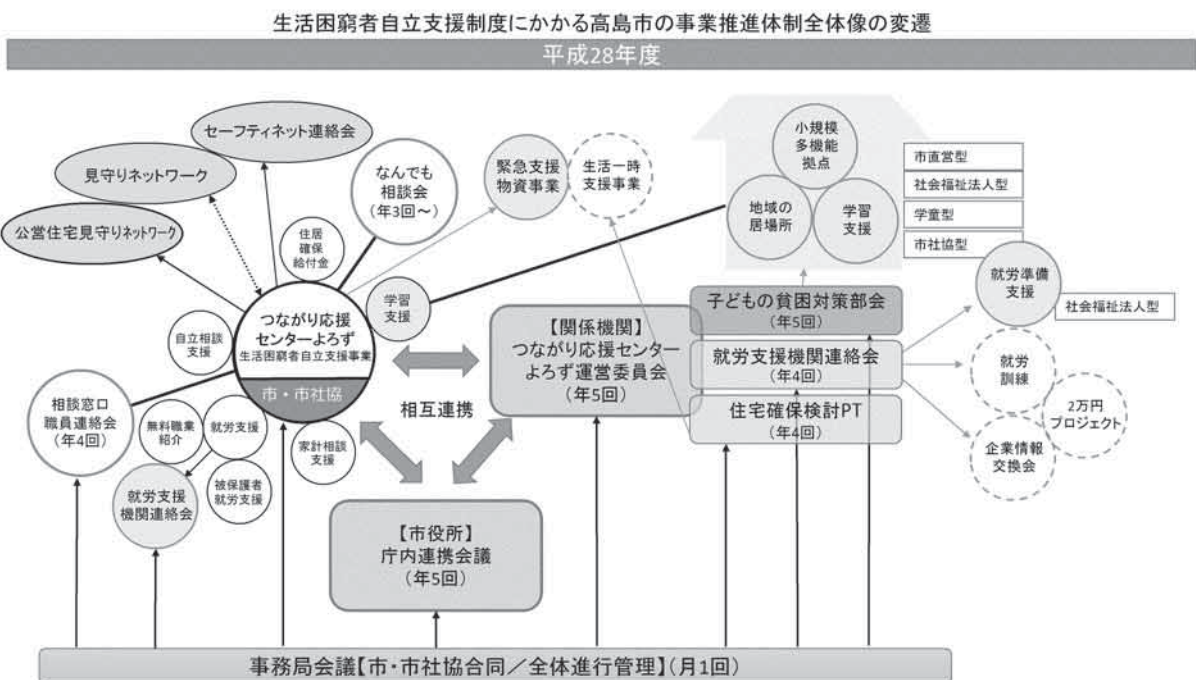 生活困窮者自立支援制度にかかる高島市の事業推進体制全体像の変遷
平成28年度
セーフティネット連絡会
見守りネットワーク
公営住宅見守りネットワーク
なんでも
相談会
(年3回～)
住居
確保
給付金
緊急支援
物資事業
生活一時
支援事業
小規模
多機能
拠点
地域の
居場所
学習
支援
市直営型
社会福祉法人型
学童型
市社協型
学習
支援
自立相談
支援
つながり応援
センターよろず
生活困窮者自立支援事業
市・市社協
相談窓口
職員連絡会
(年4回)
無料職業
紹介
就労支援
被保護者
就労支援
家計相談
支援
就労支援
機関連絡会
相互連携
【関係機関】
つながり応援センター
よろず運営委員会
(年5回)
子どもの貧困対策部会
(年5回)
就労支援機関連絡会
(年4回)
住宅確保検討PT
(年4回)
就労準備
支援
社会福祉法人型
就労
訓練
2万円
プロジェクト
企業情報
交換会
【市役所】
庁内連携会議
(年5回)
事務局会議【市・市社協合同／全体進行管理】(月1回)